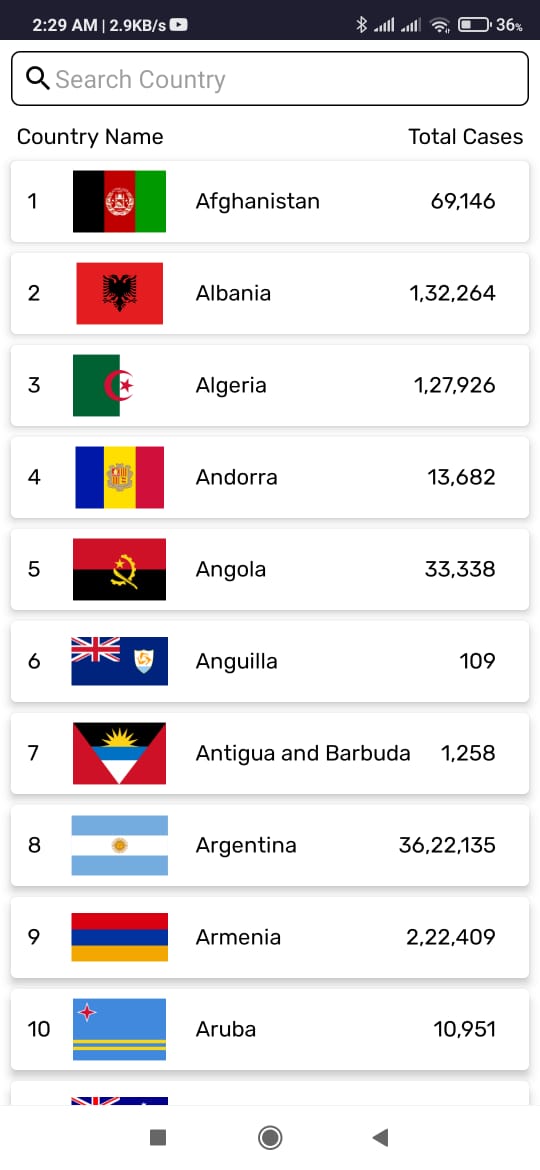 2:29 AM | 2.9KB/s 36%
Search Country
Country Name Total Cases
1 Afghanistan 69,146
2 Albania 1,32,264
3 Algeria 1,27,926
4 Andorra 13,682
5 Angola 33,338
6 Anguilla 109
7 Antigua and Barbuda 1,258
8 Argentina 36,22,135
9 Armenia 2,22,409
10 Aruba 10,951